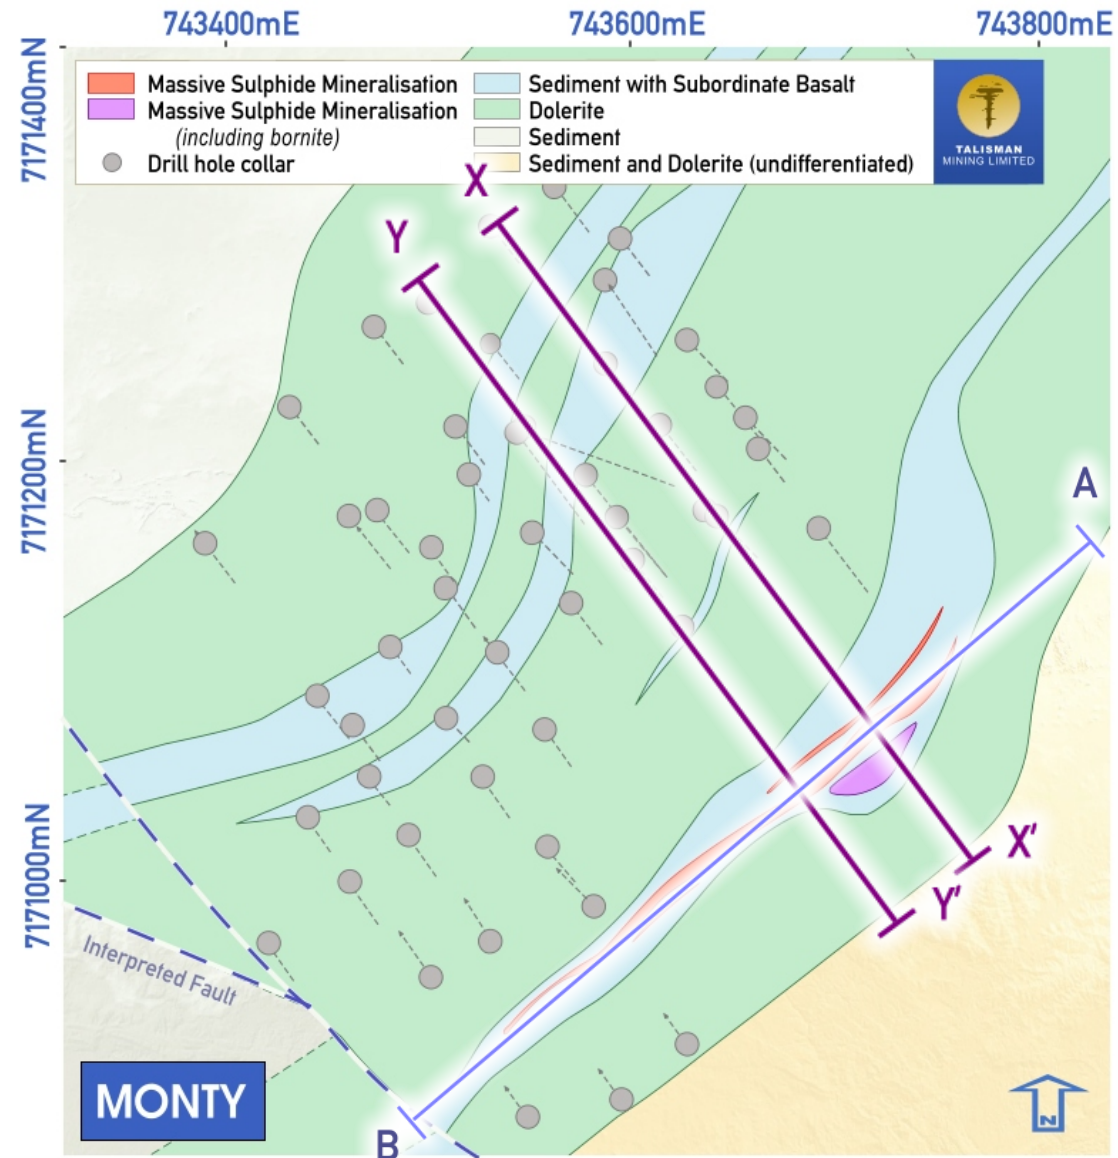 743400mE
743600mE
743800mE
7171400mN
Massive Sulphide Mineralisation
Massive Sulphide Mineralisation
(including bornite)
Drill hole collar
Sediment with Subordinate Basalt
Dolerite
Sediment
Sediment and Dolerite (undifferentiated)
TALISMAN
MINING LIMITED
X
Y
7171200mN
A
X'
Y'
7171000mN
Interpreted Fault
MONTY
B
N